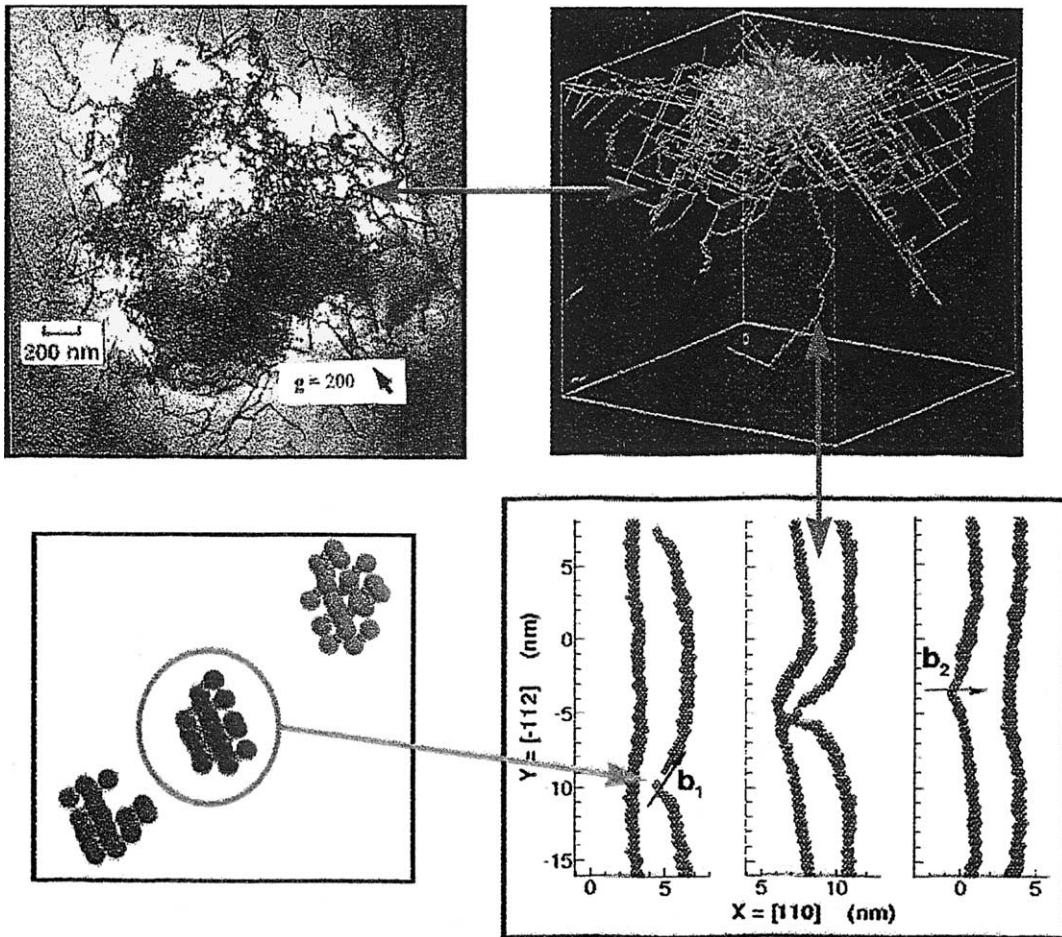 200 nm
g = 200
Y = [-112] (nm)
5
0
-5
-10
-15
b₁
b₂
0
5
5
10
0
5
X = [110] (nm)